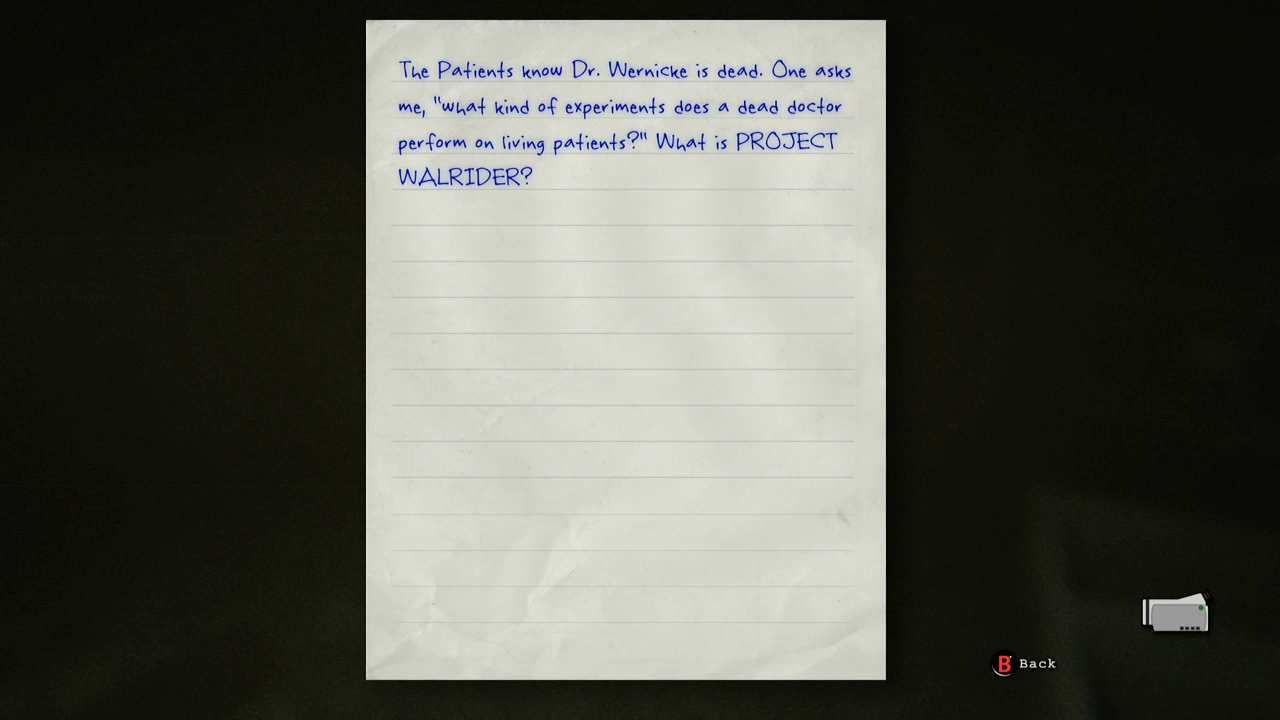 The Patients know Dr. Wernicke is dead. One asks
me, "what kind of experiments does a dead doctor
perform on living patients?" What is PROJECT
WALRIDER?
B Back